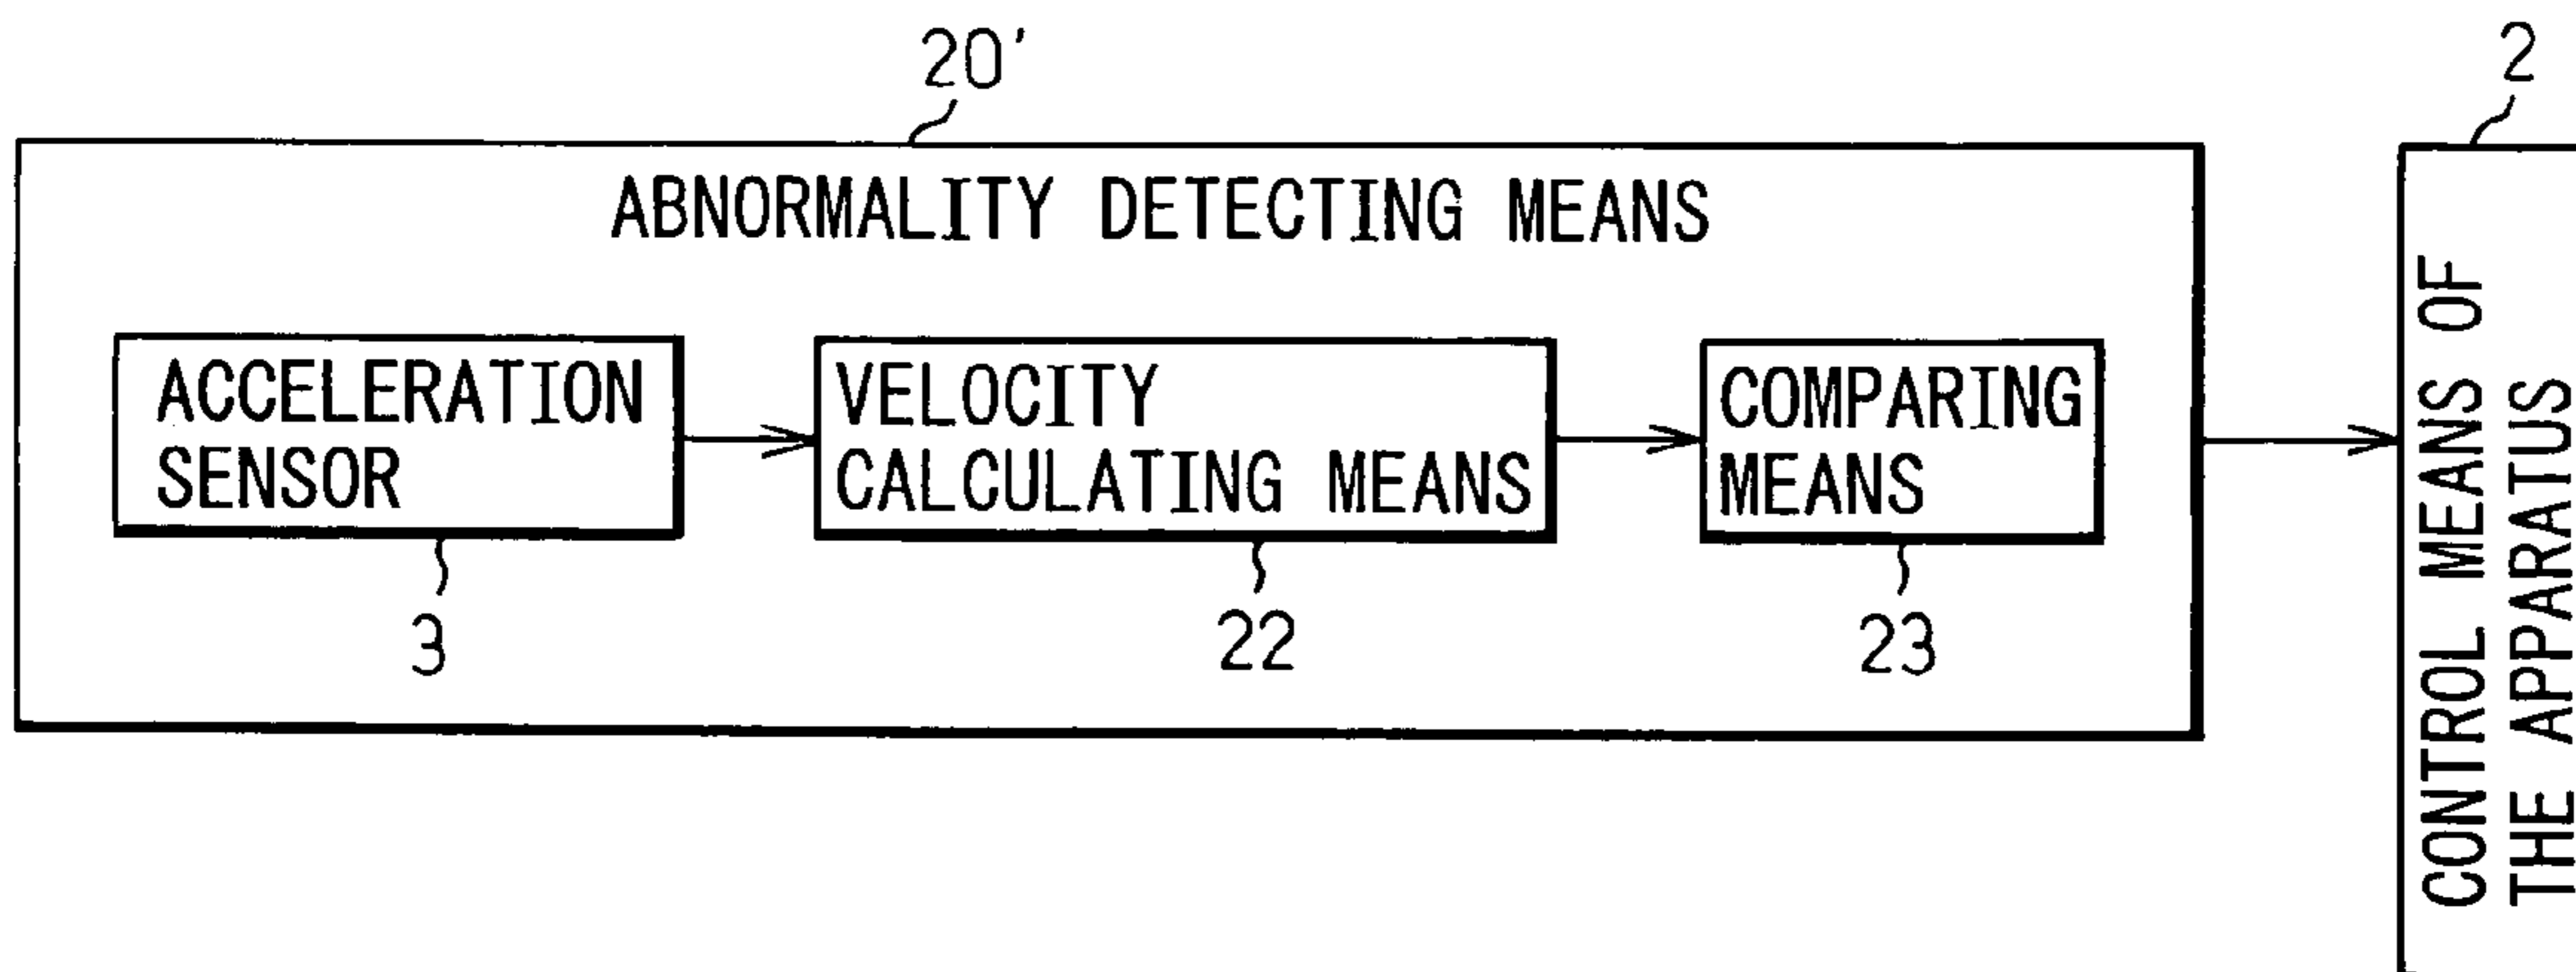 20'
2
ABNORMALITY DETECTING MEANS
ACCELERATION
SENSOR
VELOCITY
CALCULATING MEANS
COMPARING
MEANS
3
22
23
CONTROL MEANS OF
THE APPARATUS